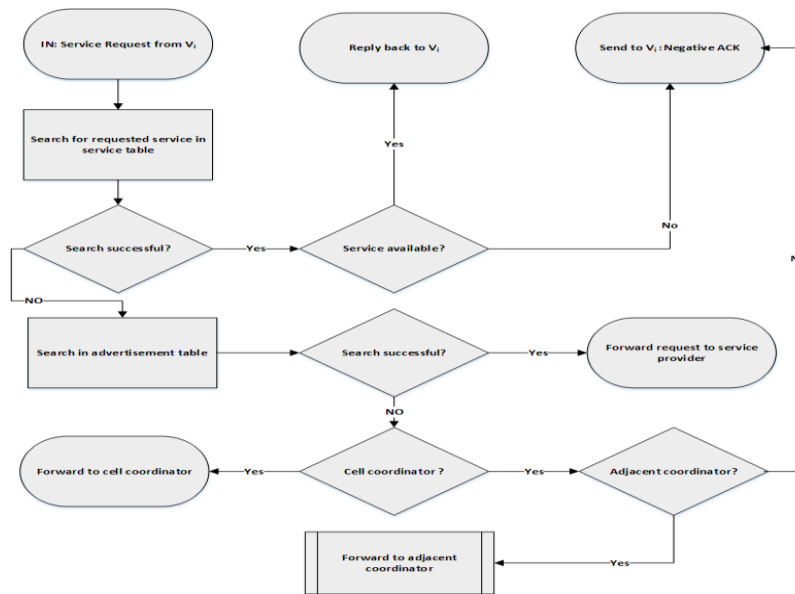 IN: Service Request from Vᵢ
Reply back to Vᵢ
Send to Vᵢ : Negative ACK
Yes
Search for requested service in
service table
No
Search successful?
Yes
Service available?
NO
Search in advertisement table
Search successful?
Yes
Forward request to service
provider
NO
Forward to cell coordinator
Yes
Cell coordinator ?
Yes
Adjacent coordinator?
Forward to adjacent
coordinator
Yes